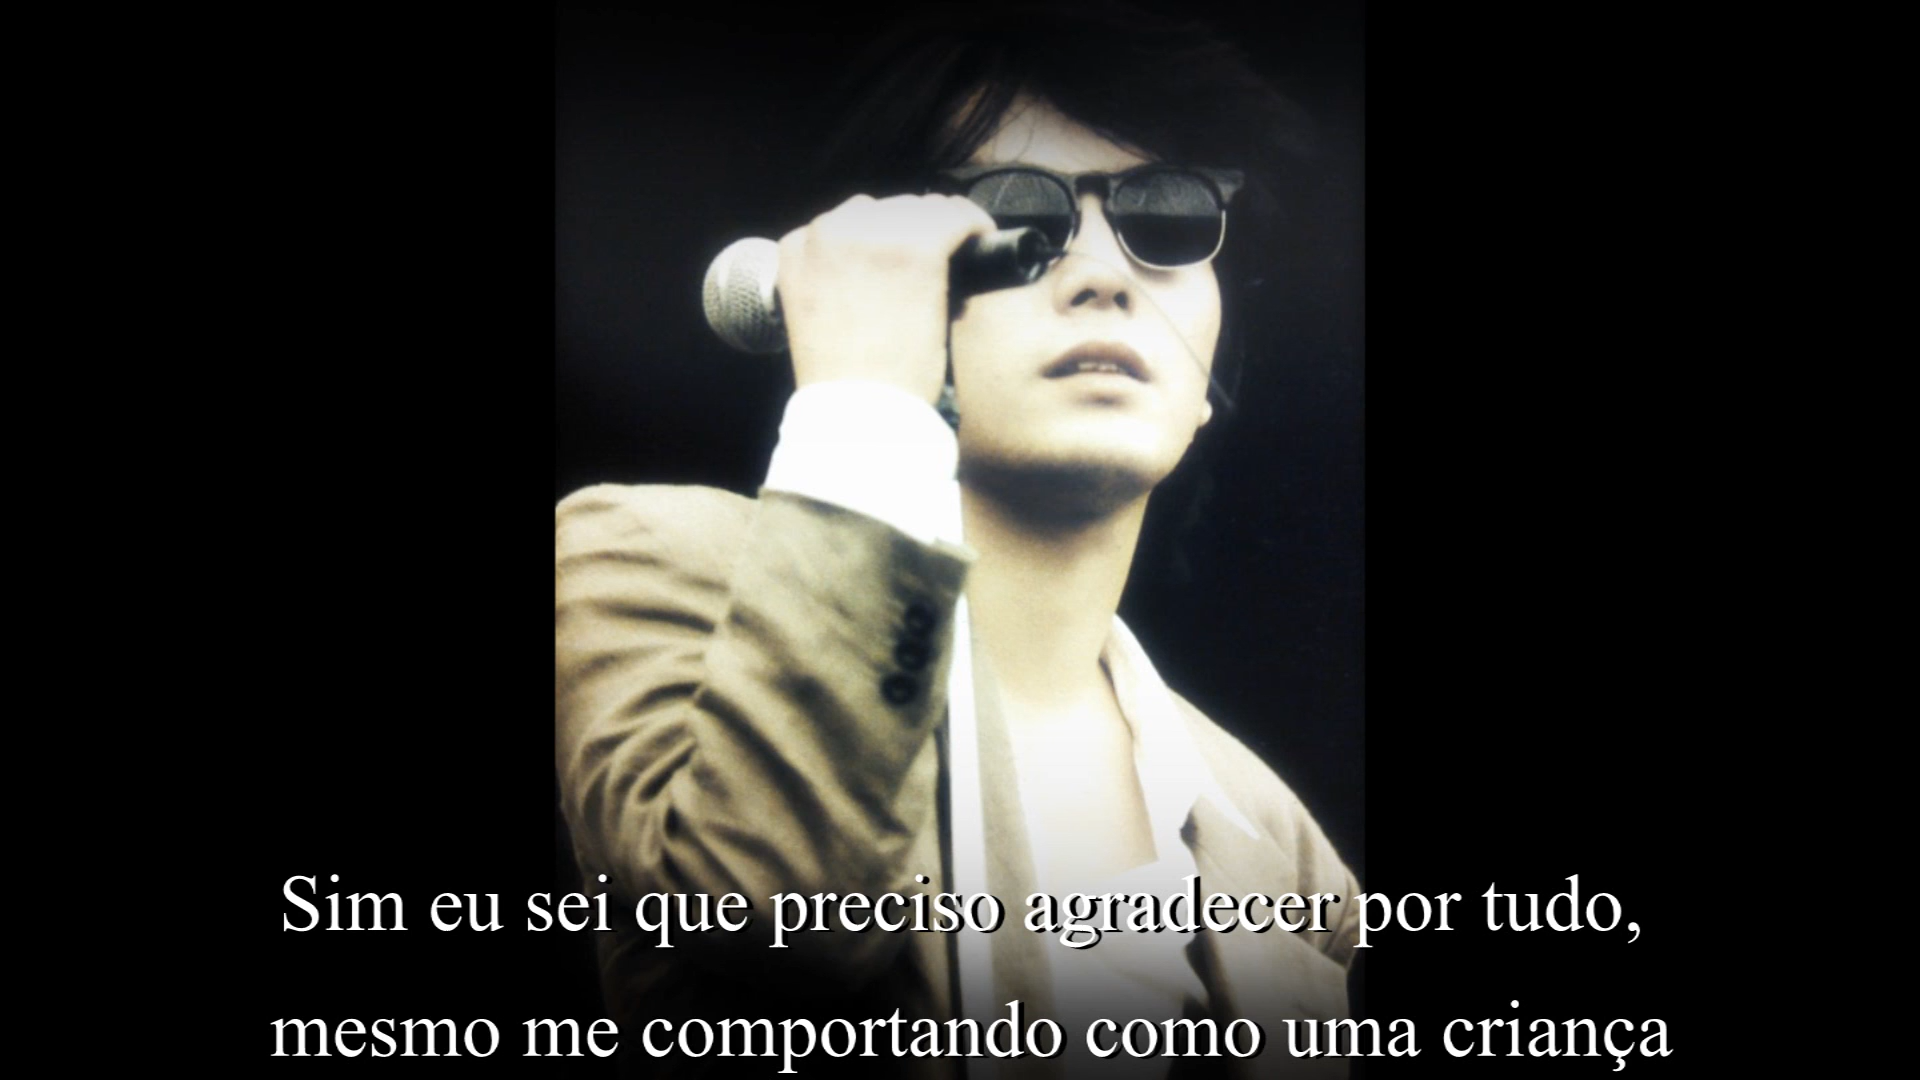 Sim eu sei que preciso agradecer por tudo,
mesmo me comportando como uma criança